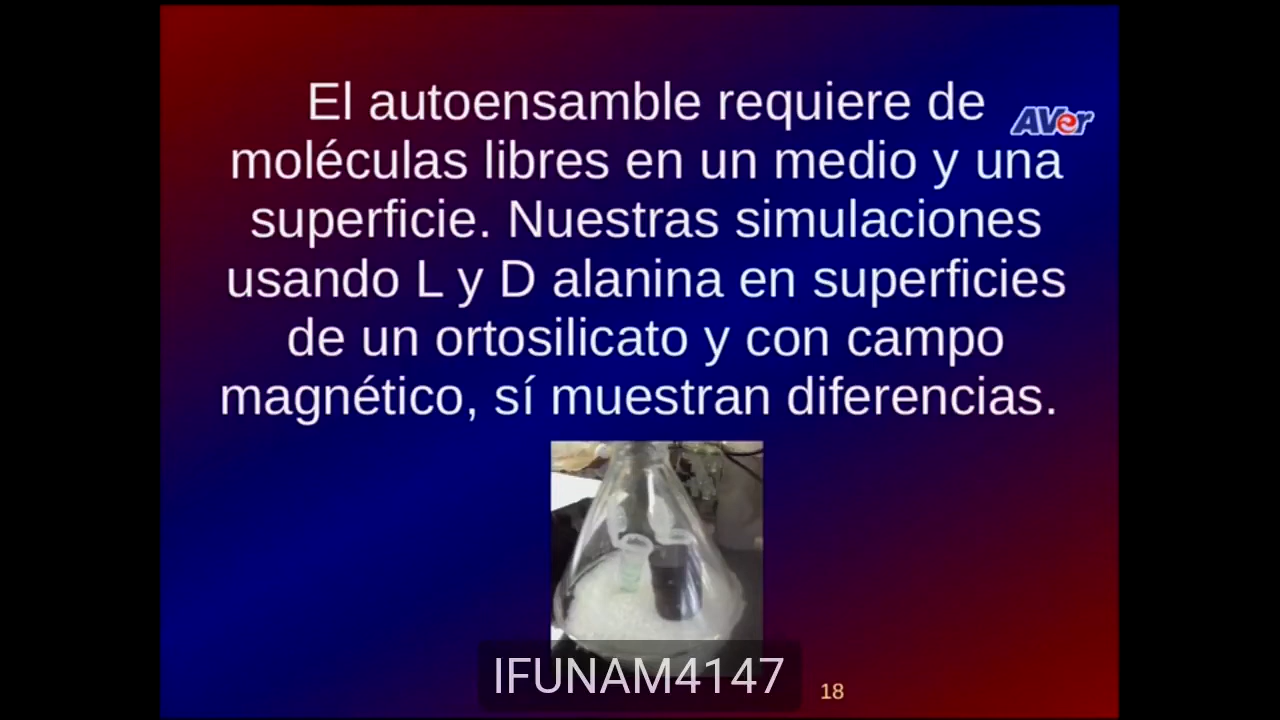 El autoensamble requiere de
AVer
moléculas libres en un medio y una
superficie. Nuestras simulaciones
usando L y D alanina en superficies
de un ortosilicato y con campo
magnético, sí muestran diferencias.
IFUNAM4147
18